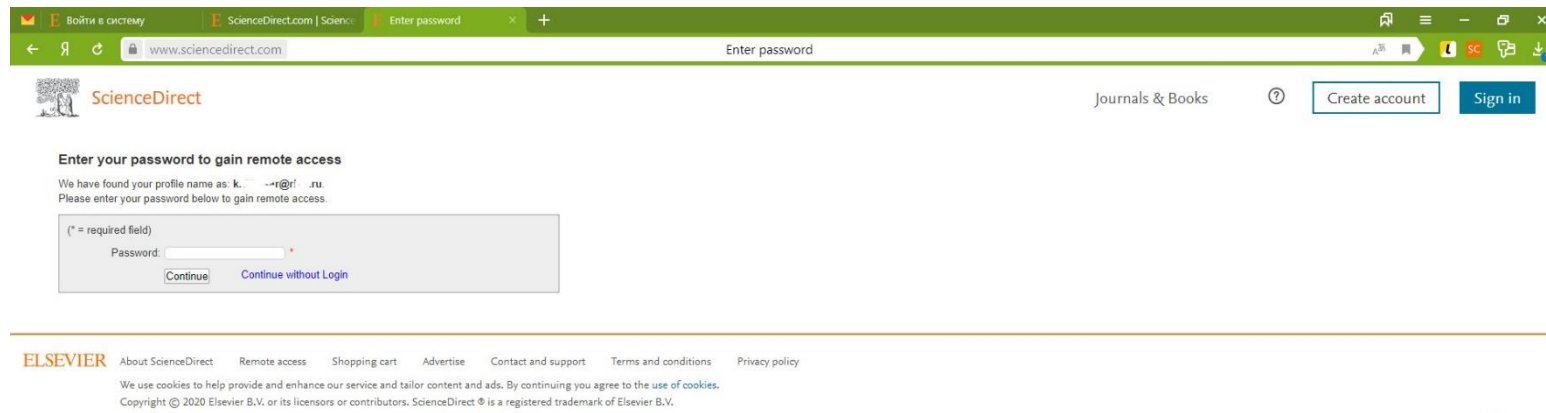 Войти в систему ScienceDirect.com | Science Enter password
Я www.sciencedirect.com Enter password
ScienceDirect Journals & Books ? Create account Sign in
Enter your password to gain remote access
We have found your profile name as:
Please enter your password below to gain remote access.
(* = required field)
Password: *
Continue Continue without Login
ELSEVIER About ScienceDirect Remote access Shopping cart Advertise Contact and support Terms and conditions Privacy policy
We use cookies to help provide and enhance our service and tailor content and ads. By continuing you agree to the use of cookies.
Copyright © 2020 Elsevier B.V. or its licensors or contributors. ScienceDirect ® is a registered trademark of Elsevier B.V.